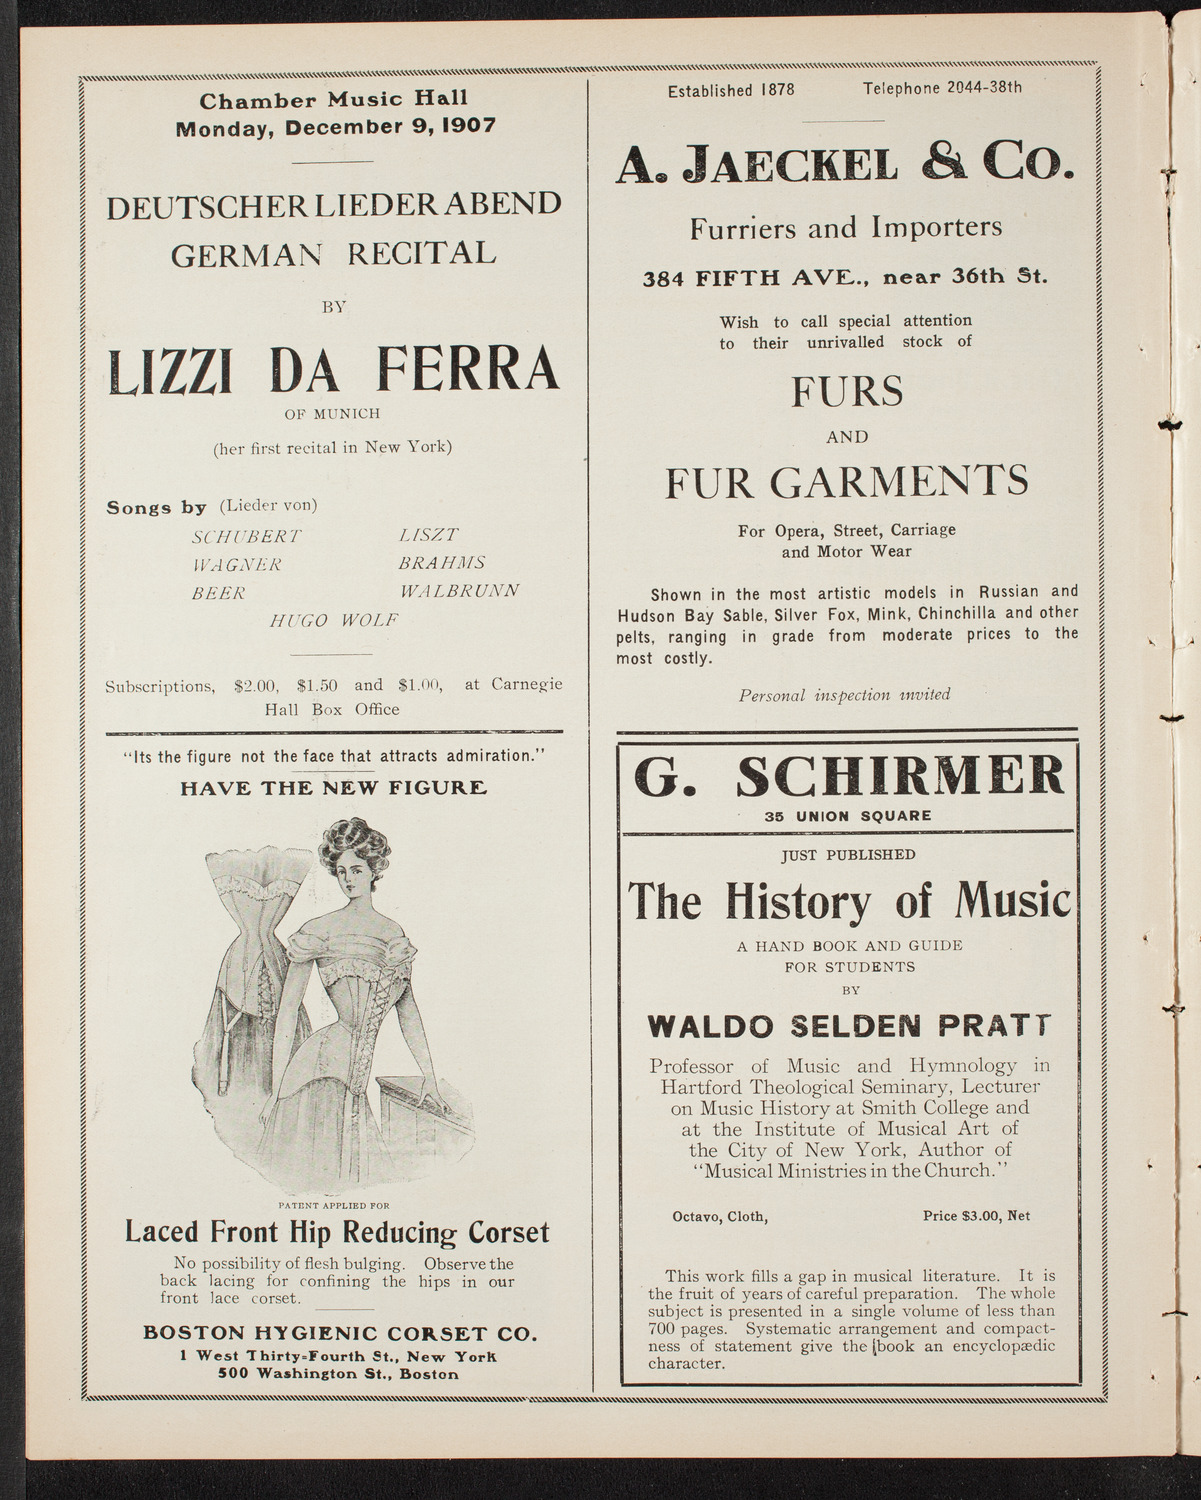 Chamber Music Hall
Monday, December 9, 1907
DEUTSCHER LIEDER ABEND
GERMAN RECITAL
BY
LIZZI DA FERRA
OF MUNICH
(her first recital in New York)
Songs by (Lieder von)
SCHUBERT LISZT
WAGNER BRAHMS
BEER WALBRUNN
HUGO WOLF
Subscriptions, $2.00, $1.50 and $1.00, at Carnegie
Hall Box Office
"Its the figure not the face that attracts admiration."
HAVE THE NEW FIGURE
PATENT APPLIED FOR
Laced Front Hip Reducing Corset
No possibility of flesh bulging. Observe the
back lacing for confining the hips in our
front lace corset.
BOSTON HYGIENIC CORSET CO.
1 West Thirty=Fourth St., New York
500 Washington St., Boston
Established 1878 Telephone 2044-38th
A. JAECKEL & CO.
Furriers and Importers
384 FIFTH AVE., near 36th St.
Wish to call special attention
to their unrivalled stock of
FURS
AND
FUR GARMENTS
For Opera, Street, Carriage
and Motor Wear
Shown in the most artistic models in Russian and
Hudson Bay Sable, Silver Fox, Mink, Chinchilla and other
pelts, ranging in grade from moderate prices to the
most costly.
Personal inspection invited
G. SCHIRMER
35 UNION SQUARE
JUST PUBLISHED
The History of Music
A HAND BOOK AND GUIDE
FOR STUDENTS
BY
WALDO SELDEN PRATT
Professor of Music and Hymnology in
Hartford Theological Seminary, Lecturer
on Music History at Smith College and
at the Institute of Musical Art of
the City of New York, Author of
"Musical Ministries in the Church."
Octavo, Cloth, Price $3.00, Net
This work fills a gap in musical literature. It is
the fruit of years of careful preparation. The whole
subject is presented in a single volume of less than
700 pages. Systematic arrangement and compact-
ness of statement give the book an encyclopædic
character.